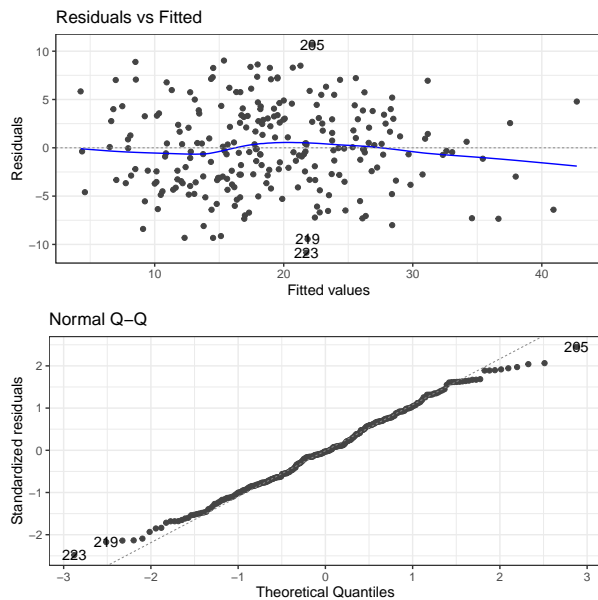 Residuals vs Fitted
Residuals
10
5
0
−5
−10
205
219
223
10 20 30 40
Fitted values
Normal Q−Q
Standardized residuals
2
1
0
−1
−2
205
219
223
−3 −2 −1 0 1 2 3
Theoretical Quantiles